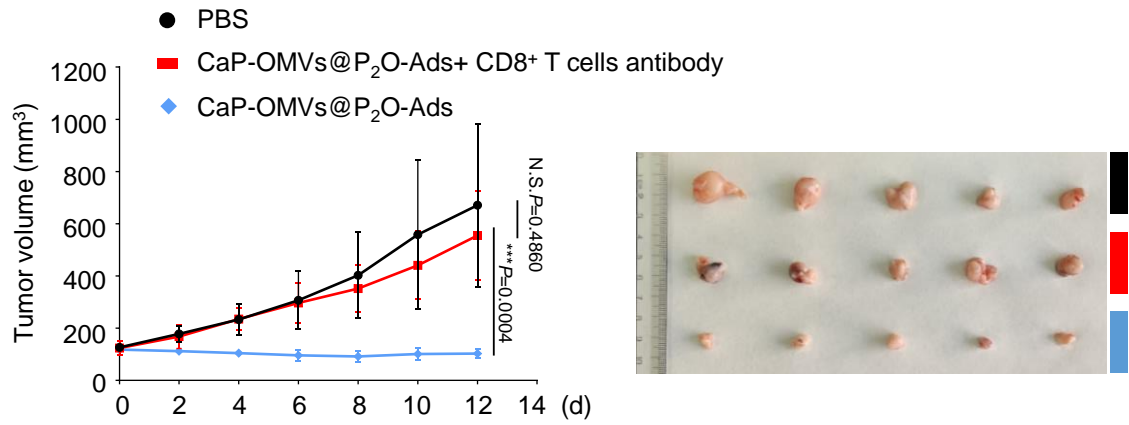 PBS
CaP-OMVs@P₂O-Ads+ CD8⁺ T cells antibody
CaP-OMVs@P₂O-Ads
Tumor volume (mm³)
1200
1000
800
600
400
200
0
0 2 4 6 8 10 12 14 (d)
N.S.P=0.4860
***P=0.0004